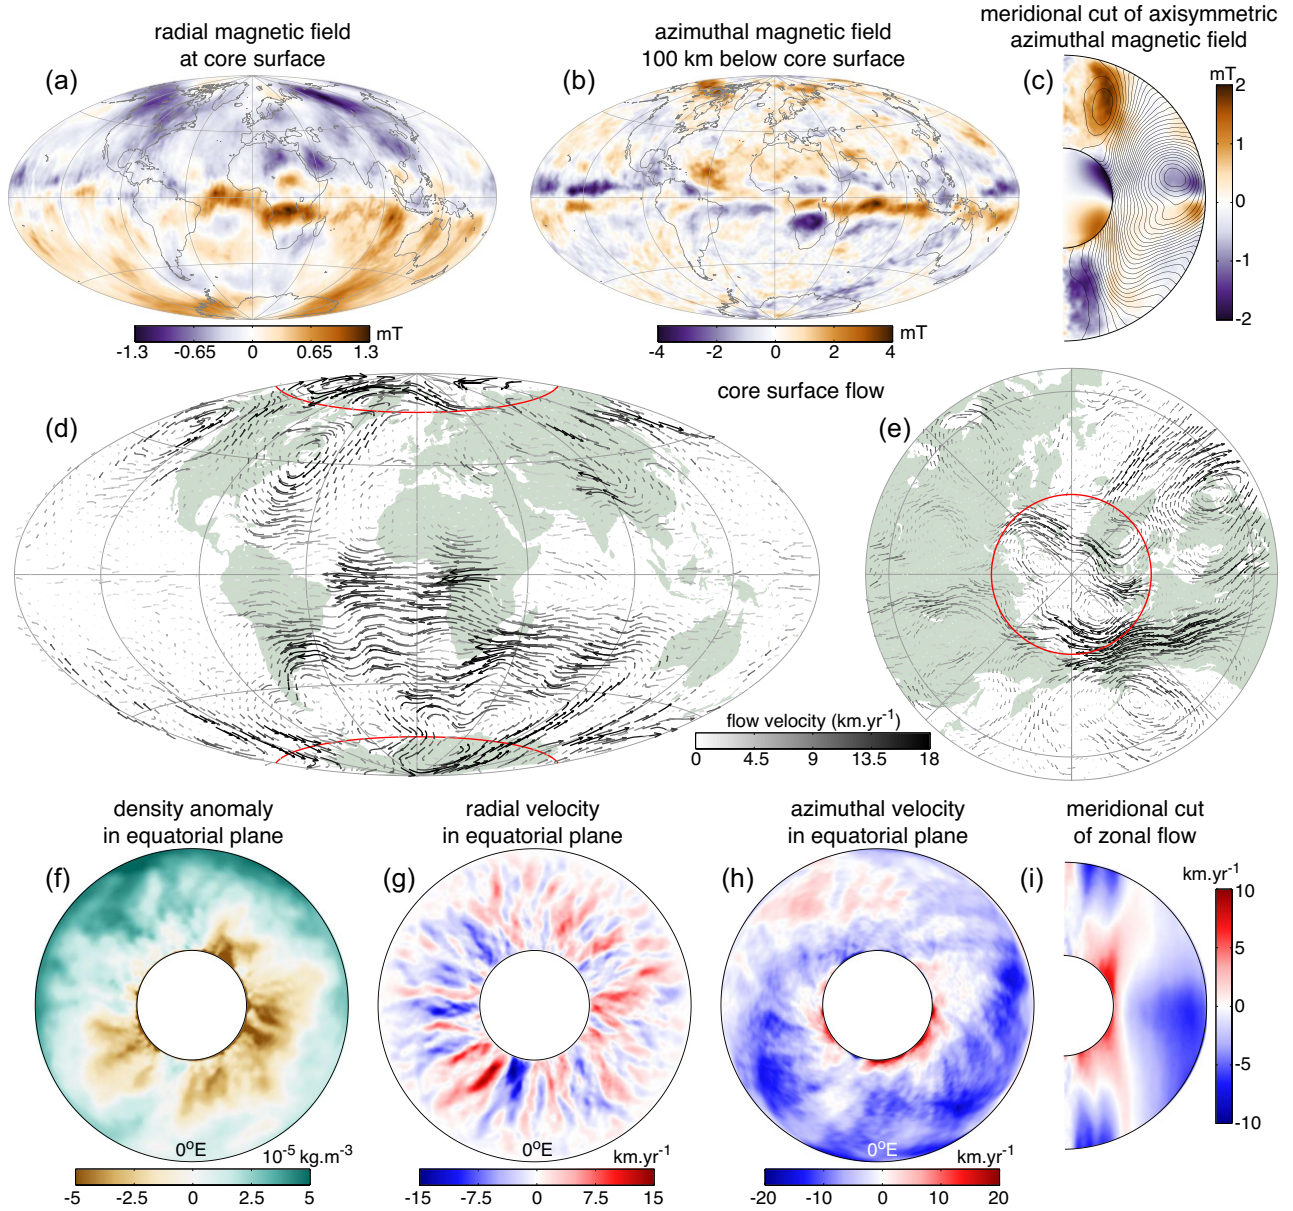 radial magnetic field
at core surface
azimuthal magnetic field
100 km below core surface
meridional cut of axisymmetric
azimuthal magnetic field
(a)
(b)
(c)
mT
2
1
0
-1
-2
-1.3
-0.65
0
0.65
1.3
mT
-4
-2
0
2
4
mT
core surface flow
(d)
(e)
flow velocity (km.yr⁻¹)
0
4.5
9
13.5
18
density anomaly
in equatorial plane
radial velocity
in equatorial plane
azimuthal velocity
in equatorial plane
meridional cut
of zonal flow
(f)
(g)
(h)
(i)
km.yr⁻¹
10
5
0
-5
-10
0°E
10⁻⁵ kg.m⁻³
-5
-2.5
0
2.5
5
0°E
km.yr⁻¹
-15
-7.5
0
7.5
15
0°E
km.yr⁻¹
-20
-10
0
10
20